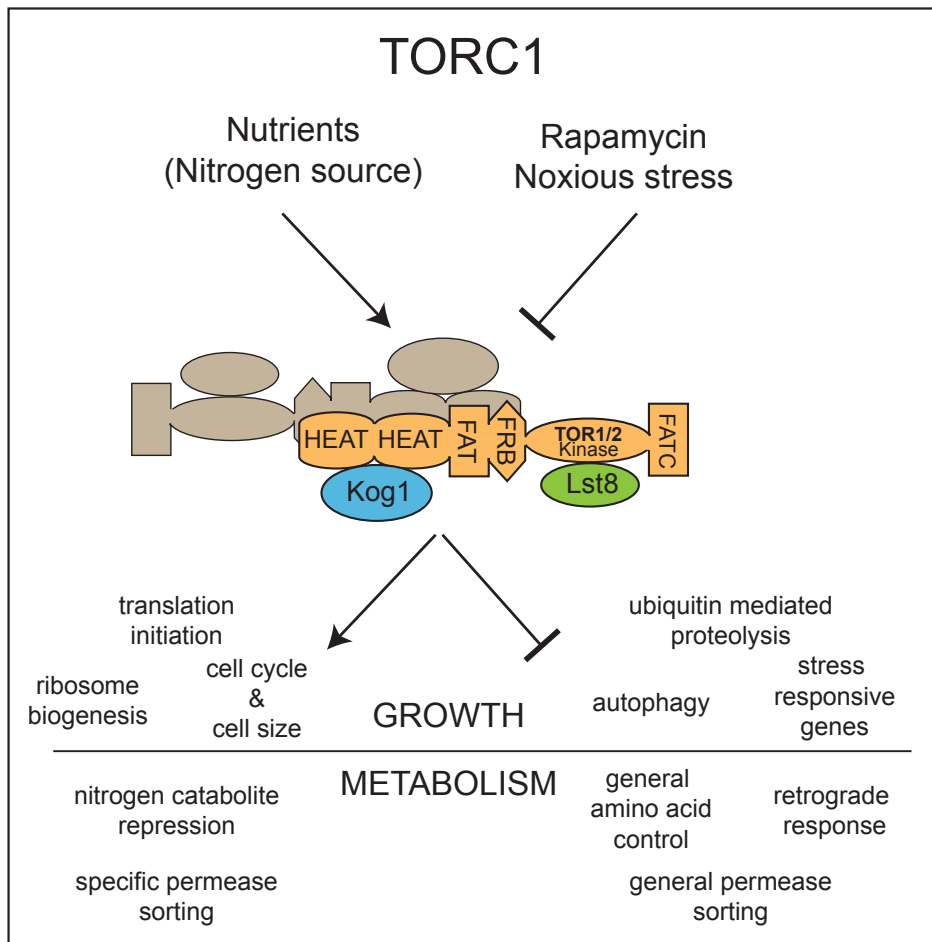 TORC1
Nutrients
(Nitrogen source)
Rapamycin
Noxious stress
HEAT
HEAT
FAT
FRB
TOR1/2
Kinase
FATC
Kog1
Lst8
translation
initiation
ribosome
biogenesis
cell cycle
&
cell size
GROWTH
ubiquitin mediated
proteolysis
autophagy
stress
responsive
genes
METABOLISM
nitrogen catabolite
repression
specific permease
sorting
general
amino acid
control
retrograde
response
general permease
sorting